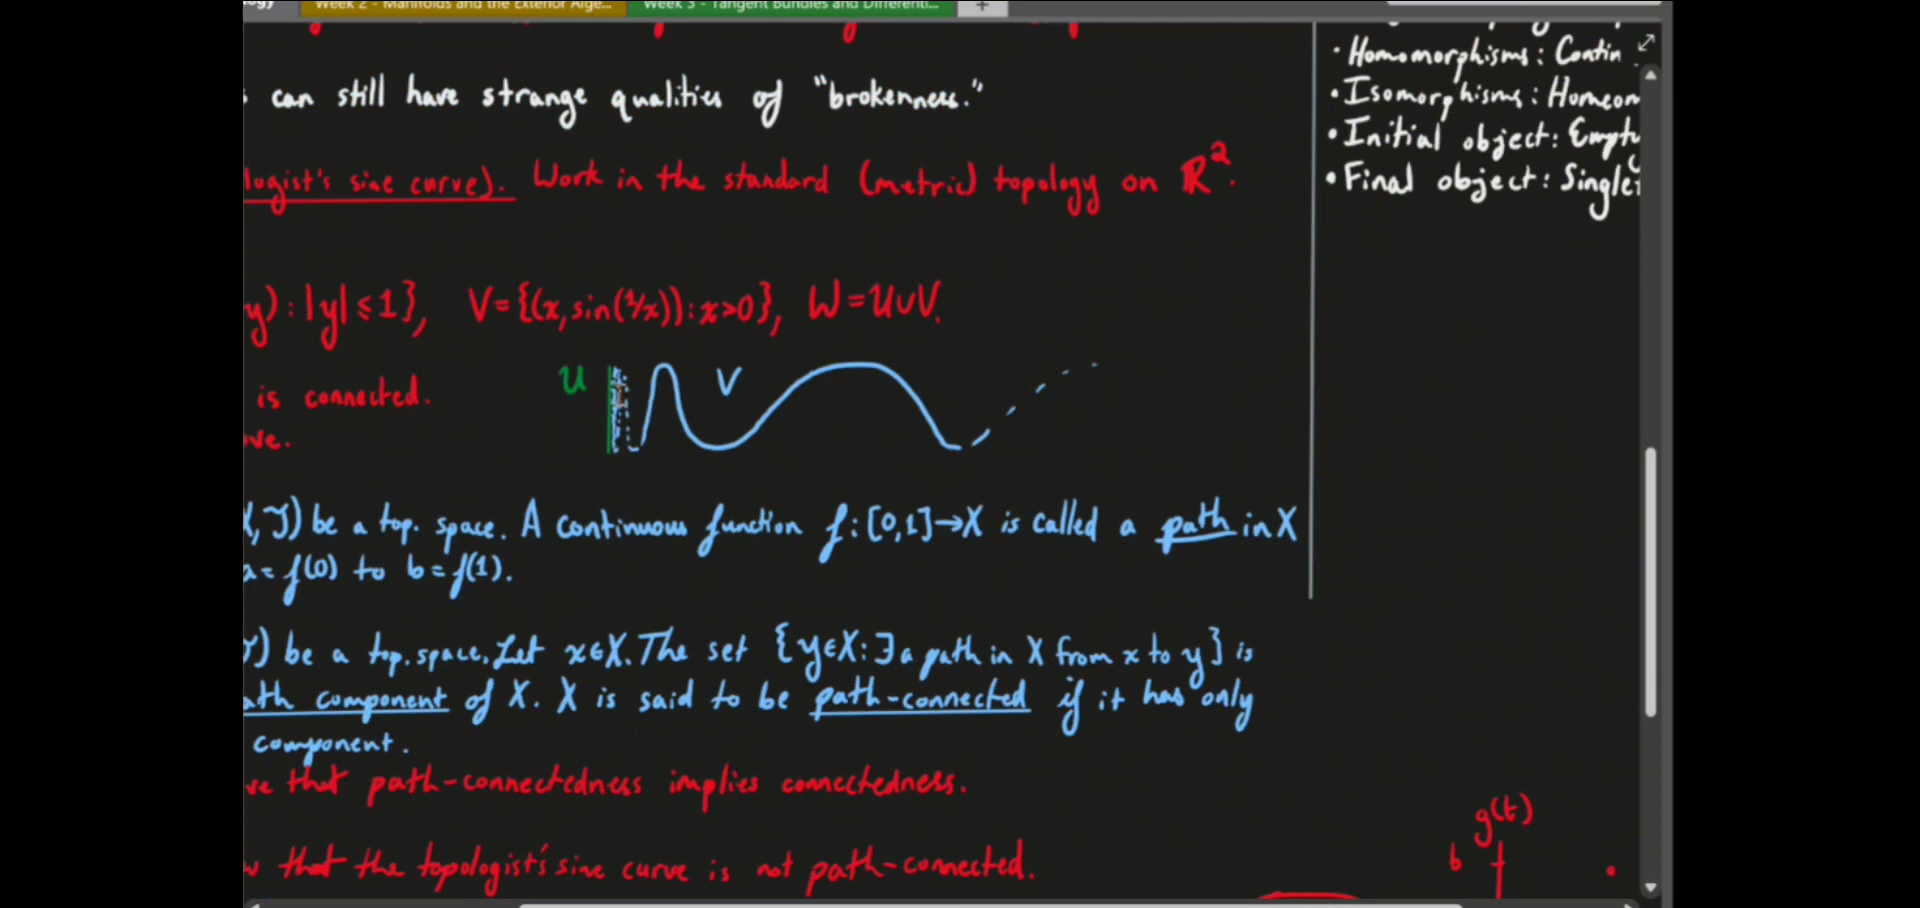 Week 2 - Manifolds and the Exterior Alge...
Week 3 - Tangent Bundles and Differenti...
+
can still have strange qualities of "brokenness."
logist's sine curve). Work in the standard (metric) topology on ℝ².
y) : |y| ≤ 1}, V = {(x, sin(1/x)) : x > 0}, W = U ∪ V.
U V
is connected.
ove.
X, T) be a top. space. A continuous function f : [0,1] → X is called a path in X
a = f(0) to b = f(1).
T) be a top. space. Let x ∈ X. The set {y ∈ X : ∃ a path in X from x to y} is
ath component of X. X is said to be path-connected if it has only
component.
ve that path-connectedness implies connectedness.
w that the topologist's sine curve is not path-connected.
• Homomorphisms : Contin
• Isomorphisms : Homeom
• Initial object : Empty
• Final object : Singlet
g(t)
b